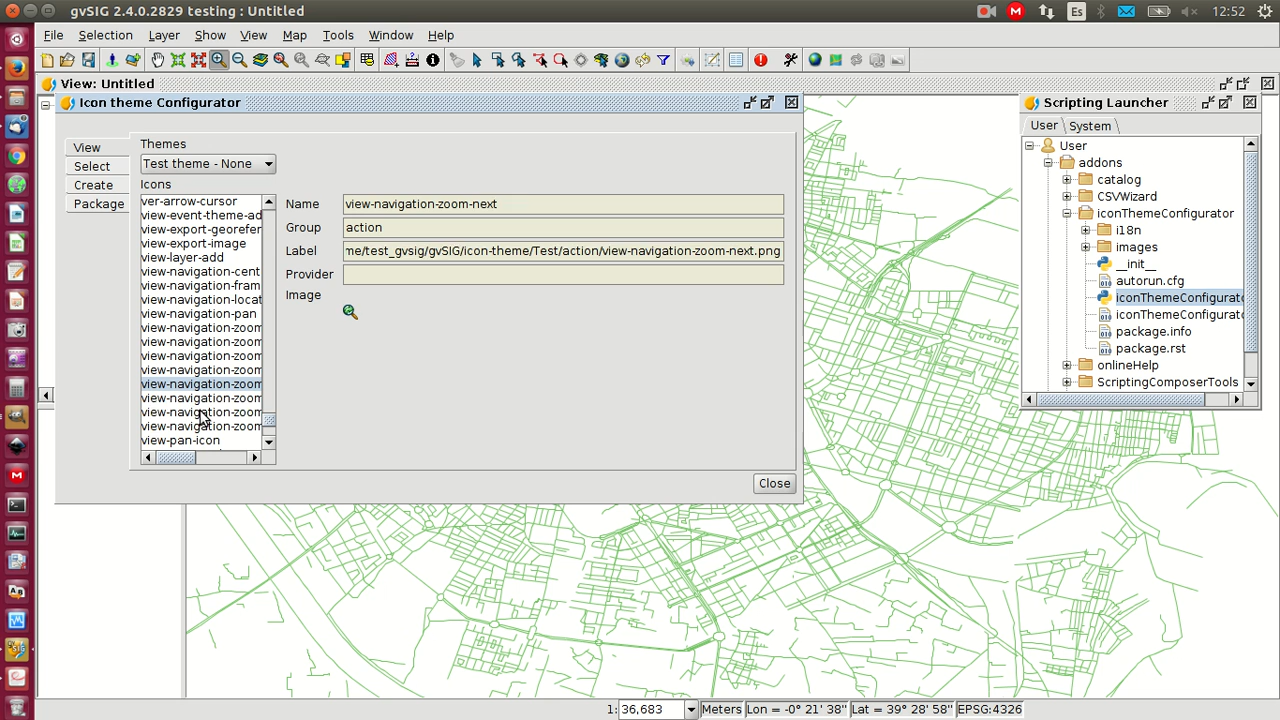 gvSIG 2.4.0.2829 testing : Untitled
Es
12:52
File Selection Layer Show View Map Tools Window Help
View: Untitled
Icon theme Configurator
View
Select
Create
Package
Themes
Test theme - None
Icons
ver-arrow-cursor
view-event-theme-ad
view-export-georefer
view-export-image
view-layer-add
view-navigation-cent
view-navigation-fram
view-navigation-locat
view-navigation-pan
view-navigation-zoom
view-navigation-zoom
view-navigation-zoom
view-navigation-zoom
view-navigation-zoom
view-navigation-zoom
view-navigation-zoom
view-navigation-zoom
view-pan-icon
Name view-navigation-zoom-next
Group action
Label me/test_gvsig/gvSIG/icon-theme/Test/action/view-navigation-zoom-next.png
Provider
Image
Close
Scripting Launcher
User System
User
addons
catalog
CSVWizard
iconThemeConfigurator
i18n
images
__init__
autorun.cfg
iconThemeConfigurato
iconThemeConfigurato
package.info
package.rst
onlineHelp
ScriptingComposerTools
1: 36,683 Meters Lon = -0° 21' 38" Lat = 39° 28' 58" EPSG:4326